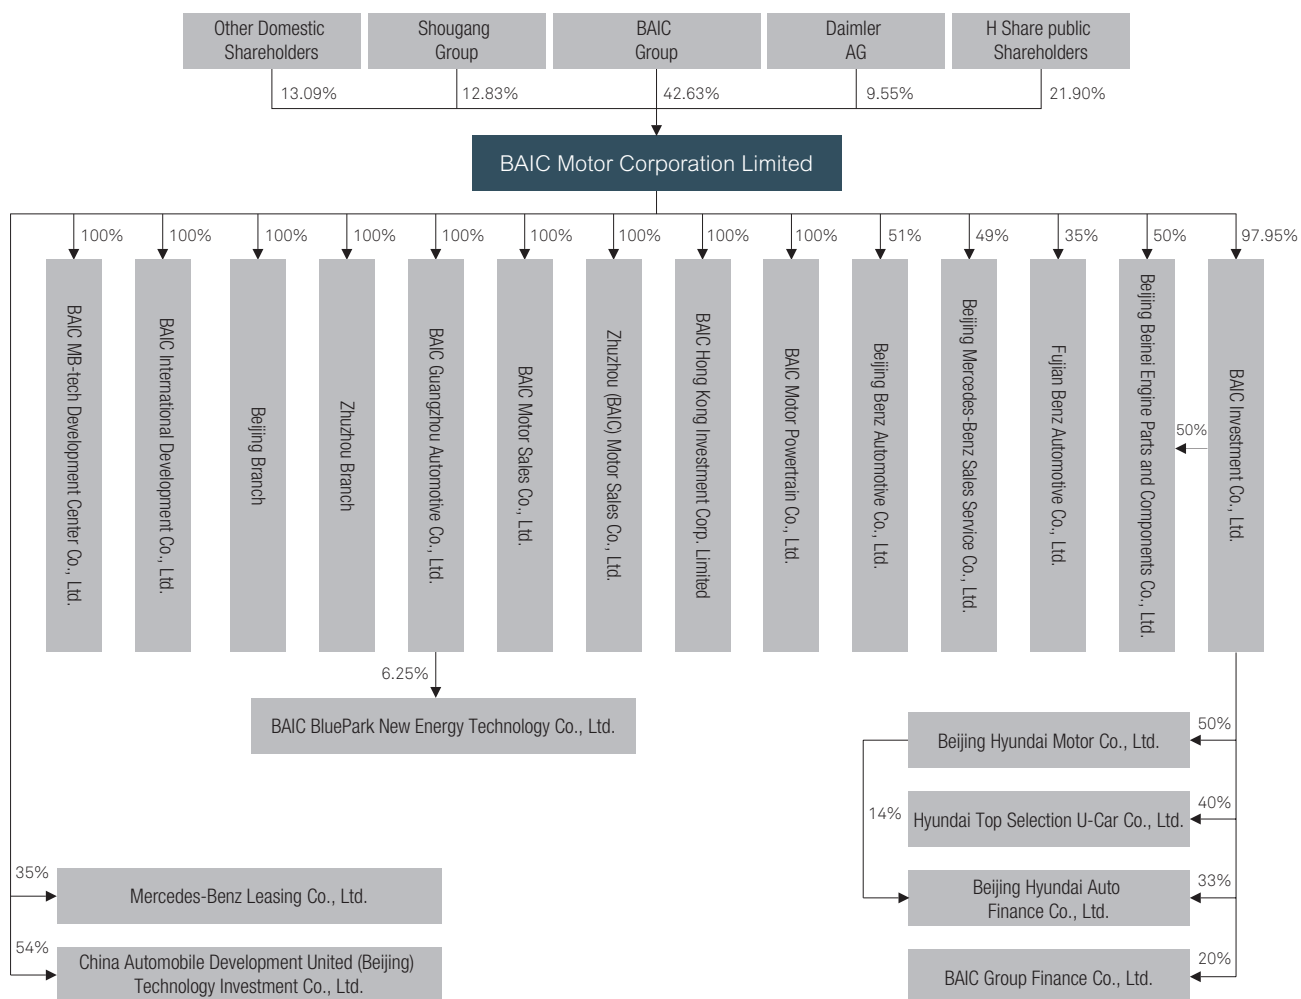 Other Domestic
Shareholders
Shougang
Group
BAIC
Group
Daimler
AG
H Share public
Shareholders
13.09%
12.83%
42.63%
9.55%
21.90%
BAIC Motor Corporation Limited
100%
100%
100%
100%
100%
100%
100%
100%
100%
51%
49%
35%
50%
97.95%
BAIC MB-tech Development Center Co., Ltd.
BAIC International Development Co., Ltd.
Beijing Branch
Zhuzhou Branch
BAIC Guangzhou Automotive Co., Ltd.
BAIC Motor Sales Co., Ltd.
Zhuzhou (BAIC) Motor Sales Co., Ltd.
BAIC Hong Kong Investment Corp. Limited
BAIC Motor Powertrain Co., Ltd.
Beijing Benz Automotive Co., Ltd.
Beijing Mercedes-Benz Sales Service Co., Ltd.
Fujian Benz Automotive Co., Ltd.
Beijing Beinei Engine Parts and Components Co., Ltd.
50%
BAIC Investment Co., Ltd.
6.25%
BAIC BluePark New Energy Technology Co., Ltd.
50%
Beijing Hyundai Motor Co., Ltd.
40%
14%
Hyundai Top Selection U-Car Co., Ltd.
35%
Mercedes-Benz Leasing Co., Ltd.
33%
Beijing Hyundai Auto
Finance Co., Ltd.
54%
China Automobile Development United (Beijing)
Technology Investment Co., Ltd.
20%
BAIC Group Finance Co., Ltd.